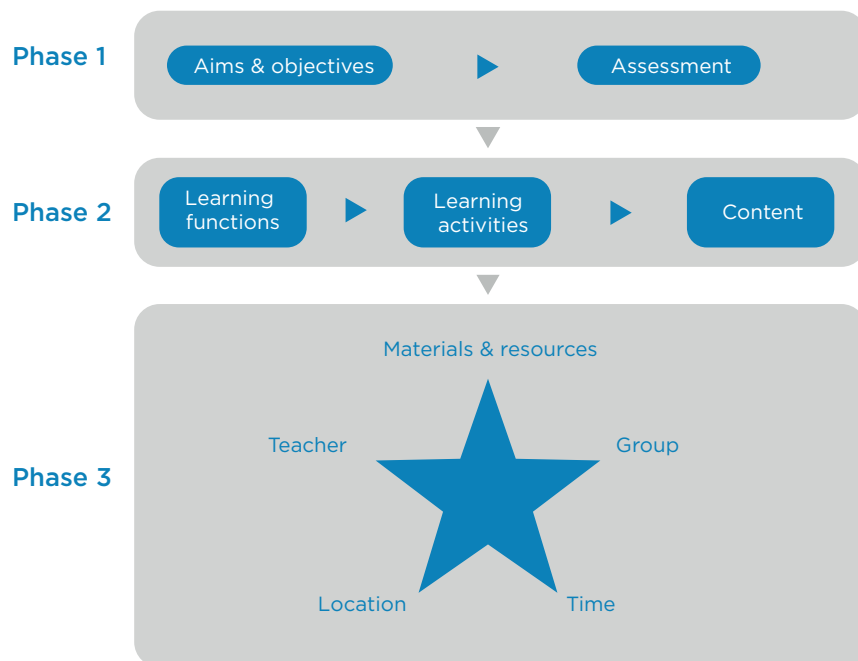 Phase 1
Aims & objectives
Assessment
Phase 2
Learning
functions
Learning
activities
Content
Phase 3
Materials & resources
Teacher
Group
Location
Time